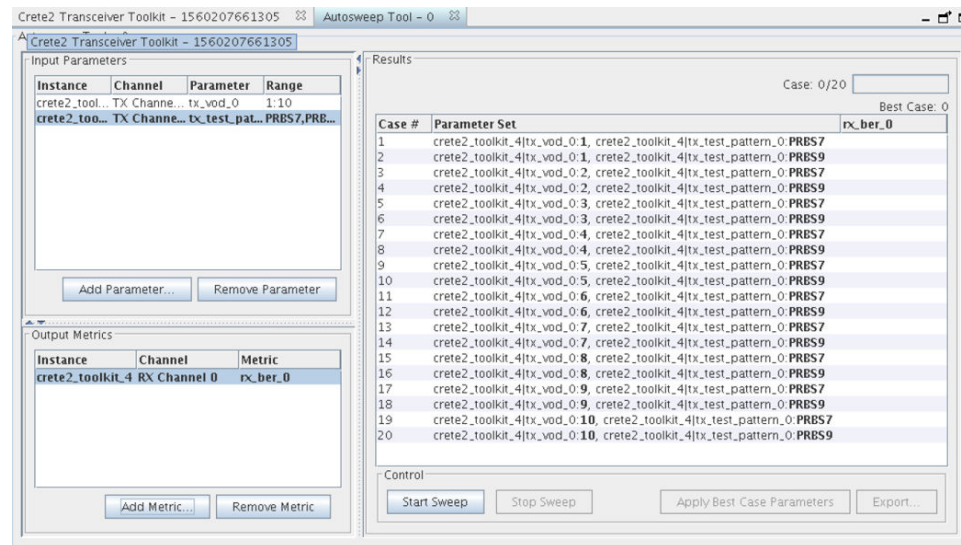 Crete2 Transceiver Toolkit - 1560207661305 Autosweep Tool - 0
Crete2 Transceiver Toolkit - 1560207661305
Input Parameters
Instance Channel Parameter Range
crete2_tool... TX Channe... tx_vod_0 1:10
crete2_too... TX Channe... tx_test_pat... PRBS7,PRB...
Add Parameter... Remove Parameter
Output Metrics
Instance Channel Metric
crete2_toolkit_4 RX Channel 0 rx_ber_0
Add Metric... Remove Metric
Results
Case: 0/20
Best Case: 0
Case # Parameter Set rx_ber_0
1 crete2_toolkit_4|tx_vod_0:1, crete2_toolkit_4|tx_test_pattern_0:PRBS7
2 crete2_toolkit_4|tx_vod_0:1, crete2_toolkit_4|tx_test_pattern_0:PRBS9
3 crete2_toolkit_4|tx_vod_0:2, crete2_toolkit_4|tx_test_pattern_0:PRBS7
4 crete2_toolkit_4|tx_vod_0:2, crete2_toolkit_4|tx_test_pattern_0:PRBS9
5 crete2_toolkit_4|tx_vod_0:3, crete2_toolkit_4|tx_test_pattern_0:PRBS7
6 crete2_toolkit_4|tx_vod_0:3, crete2_toolkit_4|tx_test_pattern_0:PRBS9
7 crete2_toolkit_4|tx_vod_0:4, crete2_toolkit_4|tx_test_pattern_0:PRBS7
8 crete2_toolkit_4|tx_vod_0:4, crete2_toolkit_4|tx_test_pattern_0:PRBS9
9 crete2_toolkit_4|tx_vod_0:5, crete2_toolkit_4|tx_test_pattern_0:PRBS7
10 crete2_toolkit_4|tx_vod_0:5, crete2_toolkit_4|tx_test_pattern_0:PRBS9
11 crete2_toolkit_4|tx_vod_0:6, crete2_toolkit_4|tx_test_pattern_0:PRBS7
12 crete2_toolkit_4|tx_vod_0:6, crete2_toolkit_4|tx_test_pattern_0:PRBS9
13 crete2_toolkit_4|tx_vod_0:7, crete2_toolkit_4|tx_test_pattern_0:PRBS7
14 crete2_toolkit_4|tx_vod_0:7, crete2_toolkit_4|tx_test_pattern_0:PRBS9
15 crete2_toolkit_4|tx_vod_0:8, crete2_toolkit_4|tx_test_pattern_0:PRBS7
16 crete2_toolkit_4|tx_vod_0:8, crete2_toolkit_4|tx_test_pattern_0:PRBS9
17 crete2_toolkit_4|tx_vod_0:9, crete2_toolkit_4|tx_test_pattern_0:PRBS7
18 crete2_toolkit_4|tx_vod_0:9, crete2_toolkit_4|tx_test_pattern_0:PRBS9
19 crete2_toolkit_4|tx_vod_0:10, crete2_toolkit_4|tx_test_pattern_0:PRBS7
20 crete2_toolkit_4|tx_vod_0:10, crete2_toolkit_4|tx_test_pattern_0:PRBS9
Control
Start Sweep Stop Sweep Apply Best Case Parameters Export...